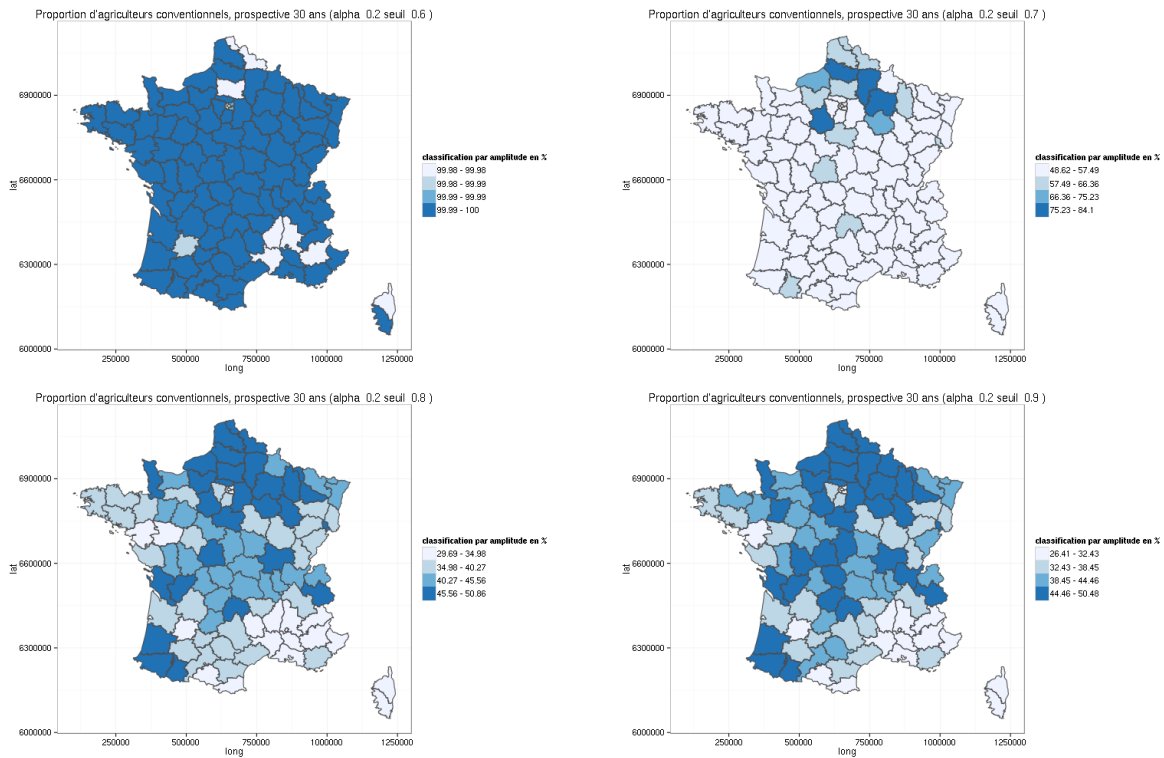 Proportion d'agriculteurs conventionnels, prospective 30 ans (alpha 0.2 seuil 0.6 )
6900000
6600000
6300000
6000000
lat
250000 500000 750000 1000000 1250000
long
classification par amplitude en %
99.98 - 99.98
99.98 - 99.99
99.99 - 99.99
99.99 - 100
Proportion d'agriculteurs conventionnels, prospective 30 ans (alpha 0.2 seuil 0.7 )
6900000
6600000
6300000
6000000
lat
250000 500000 750000 1000000 1250000
long
classification par amplitude en %
48.62 - 57.49
57.49 - 66.36
66.36 - 75.23
75.23 - 84.1
Proportion d'agriculteurs conventionnels, prospective 30 ans (alpha 0.2 seuil 0.8 )
6900000
6600000
6300000
6000000
lat
250000 500000 750000 1000000 1250000
long
classification par amplitude en %
29.69 - 34.98
34.98 - 40.27
40.27 - 45.56
45.56 - 50.86
Proportion d'agriculteurs conventionnels, prospective 30 ans (alpha 0.2 seuil 0.9 )
6900000
6600000
6300000
6000000
lat
250000 500000 750000 1000000 1250000
long
classification par amplitude en %
26.41 - 32.43
32.43 - 38.45
38.45 - 44.46
44.46 - 50.48